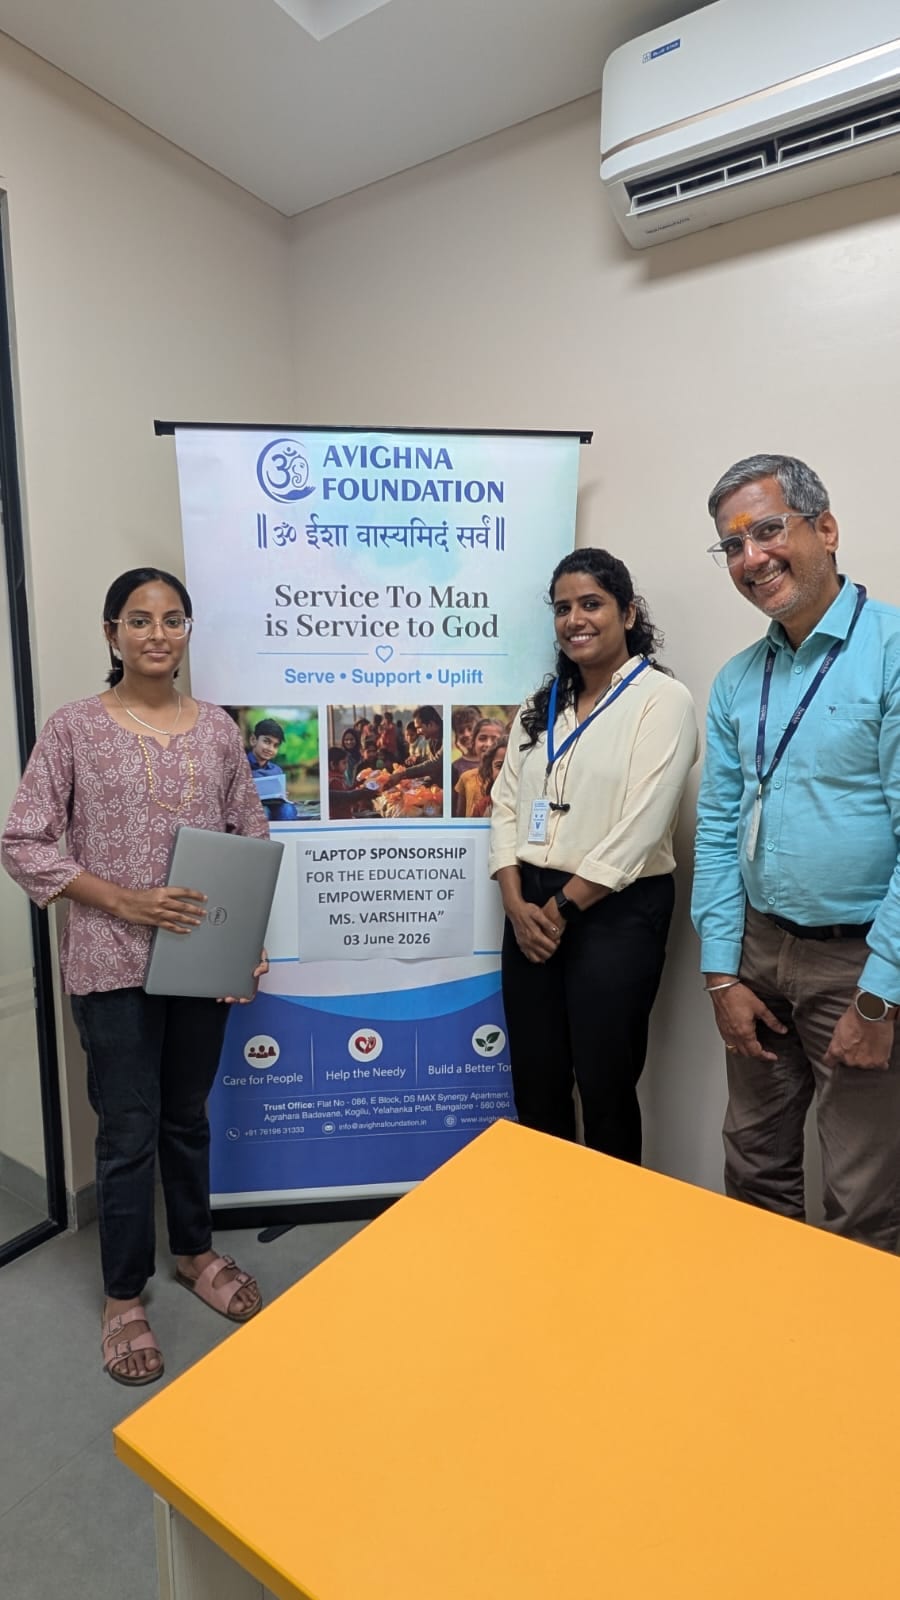 BLUE STAR
AVIGHNA
FOUNDATION
॥ॐ ईशा वास्यमिदं सर्वं॥
Service To Man
is Service to God
Serve • Support • Uplift
“LAPTOP SPONSORSHIP
FOR THE EDUCATIONAL
EMPOWERMENT OF
MS. VARSHITHA”
03 June 2026
DELL
Care for People
Help the Needy
Build a Better
Trust Office: Flat No - 086, E Block, DS MAX Synergy Apartment,
Agrahara Badavane, Kogilu, Yelahanka Post, Bangalore - 560 064
+91 76196 31333
info@avighnafoundation.in